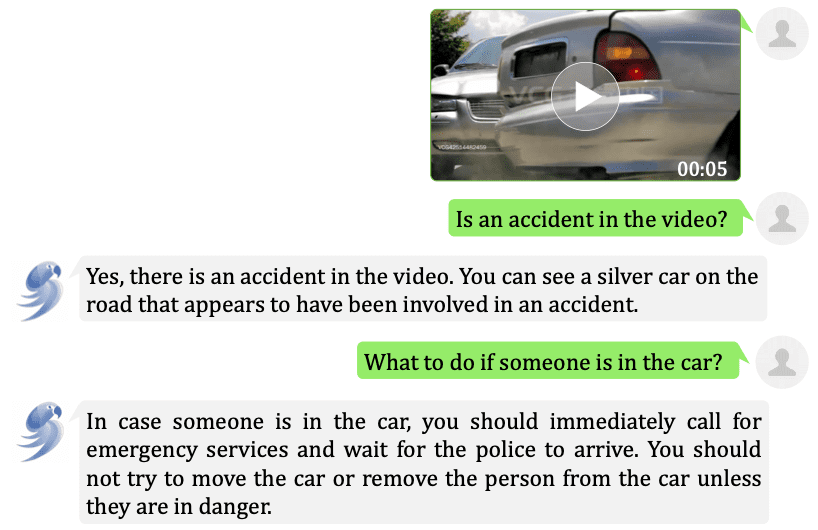 00:05
Is an accident in the video?
Yes, there is an accident in the video. You can see a silver car on the
road that appears to have been involved in an accident.
What to do if someone is in the car?
In case someone is in the car, you should immediately call for
emergency services and wait for the police to arrive. You should
not try to move the car or remove the person from the car unless
they are in danger.